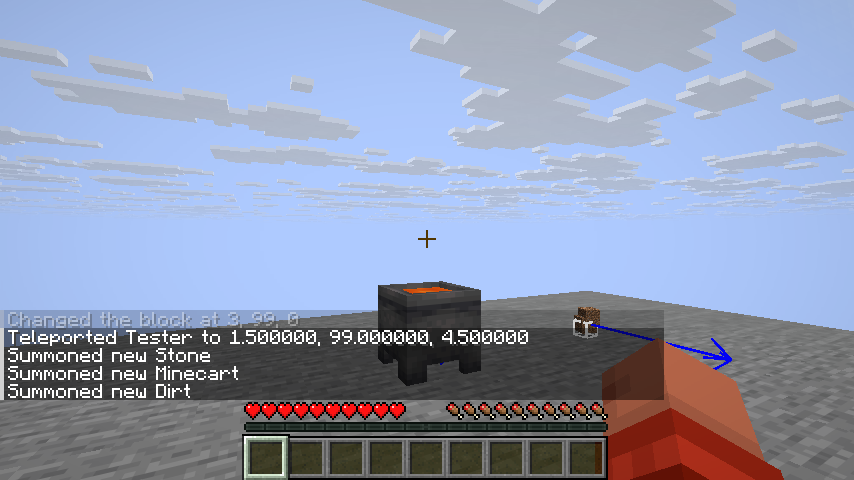 Changed the block at 3, 99, 0
Teleported Tester to 1.500000, 99.000000, 4.500000
Summoned new Stone
Summoned new Minecart
Summoned new Dirt